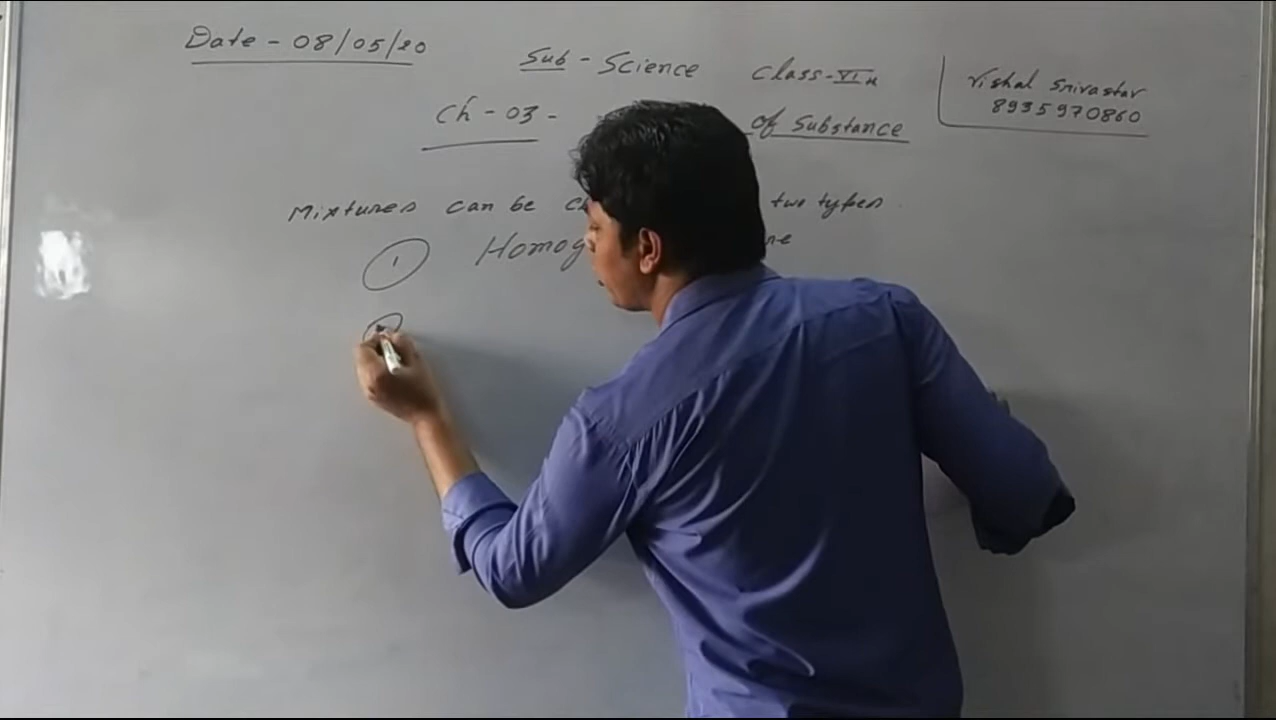 Date - 08/05/20
Sub - Science Class - VI th
Vishal Srivastav
8935970860
Ch - 03 - of Substance
Mixtures can be two types
1 Homog